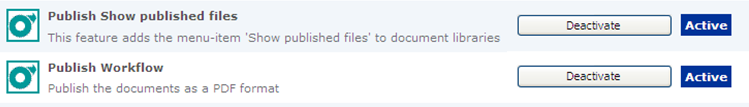 Publish Show published files
This feature adds the menu-item 'Show published files' to document libraries
Deactivate
Active
Publish Workflow
Publish the documents as a PDF format
Deactivate
Active